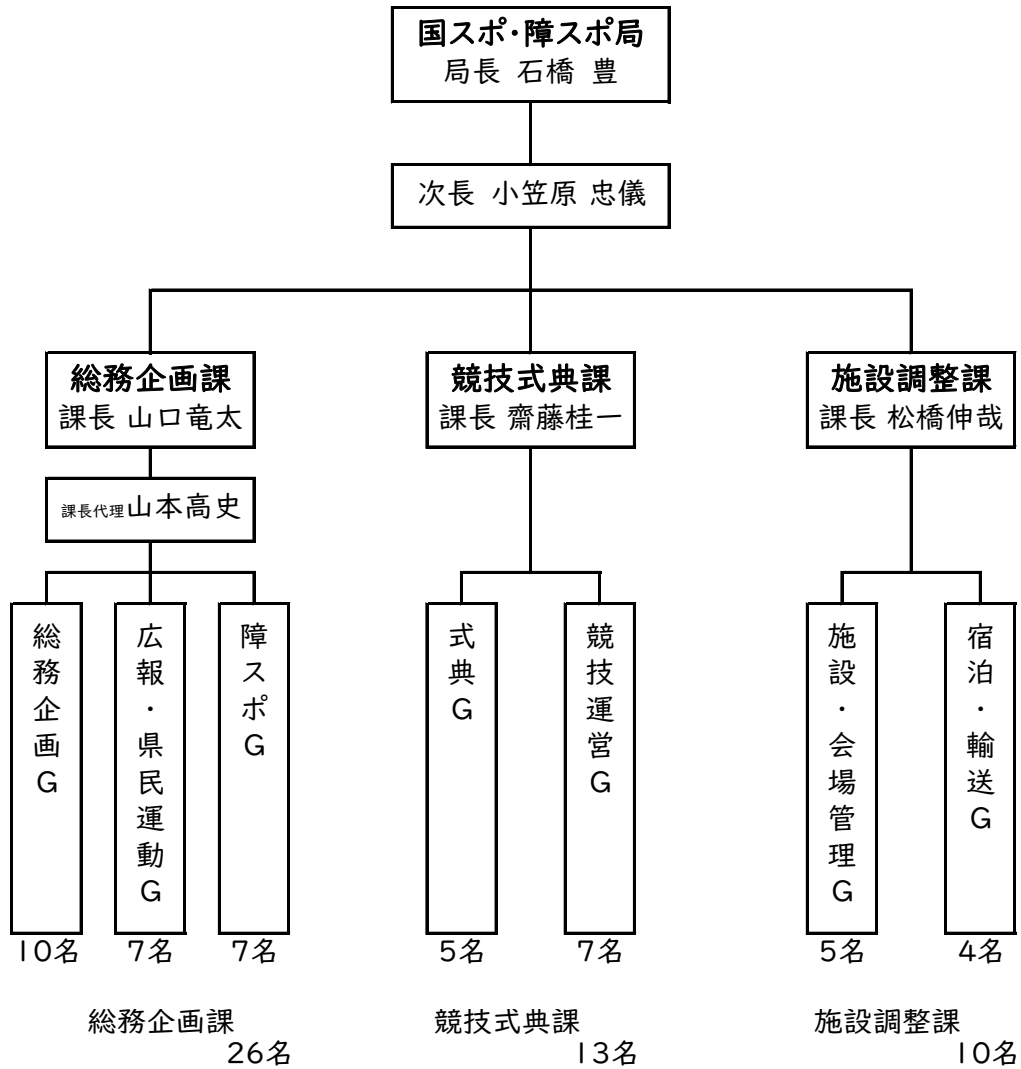 国スポ・障スポ局
局長 石橋 豊
次長 小笠原 忠儀
総務企画課
課長 山口竜太
競技式典課
課長 齋藤桂一
施設調整課
課長 松橋伸哉
課長代理山本高史
総務企画G
広報・県民運動G
障スポG
式典G
競技運営G
施設・会場管理G
宿泊・輸送G
10名
7名
7名
5名
7名
5名
4名
総務企画課
26名
競技式典課
13名
施設調整課
10名